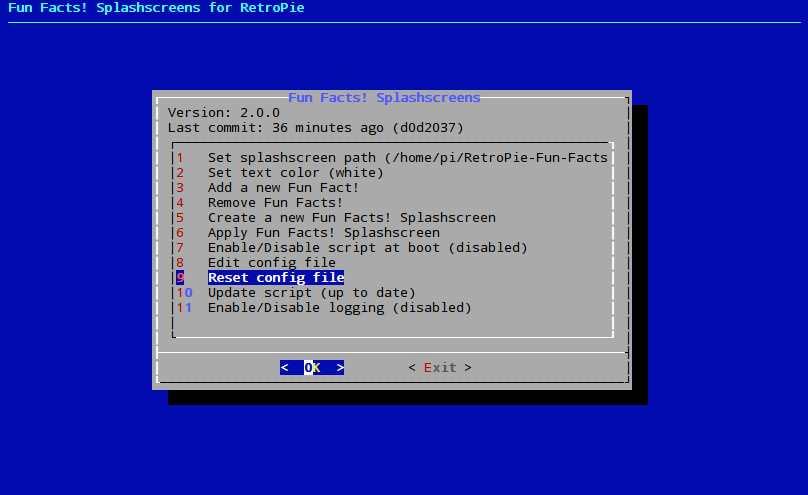 Fun Facts! Splashscreens for RetroPie
Fun Facts! Splashscreens
Version: 2.0.0
Last commit: 36 minutes ago (d0d2037)
1 Set splashscreen path (/home/pi/RetroPie-Fun-Facts
2 Set text color (white)
3 Add a new Fun Fact!
4 Remove Fun Facts!
5 Create a new Fun Facts! Splashscreen
6 Apply Fun Facts! Splashscreen
7 Enable/Disable script at boot (disabled)
8 Edit config file
9 Reset config file
10 Update script (up to date)
11 Enable/Disable logging (disabled)
< OK > < Exit >